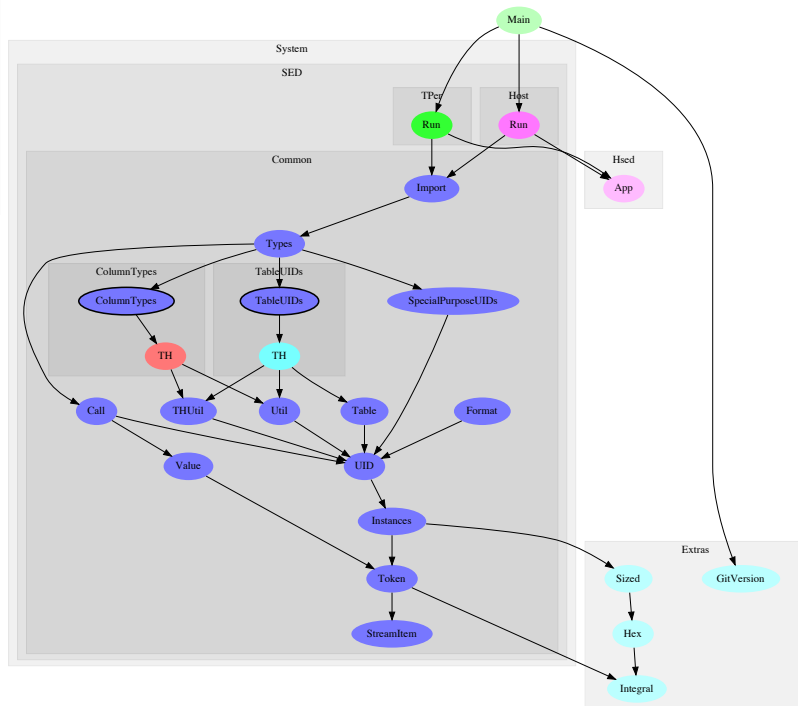 Main
System
SED
TPer
Host
Run
Run
Common
Hsed
Import
App
Types
ColumnTypes
TableUIDs
ColumnTypes
TableUIDs
SpecialPurposeUIDs
TH
TH
Call
THUtil
Util
Table
Format
Value
UID
Instances
Extras
Token
Sized
GitVersion
StreamItem
Hex
Integral